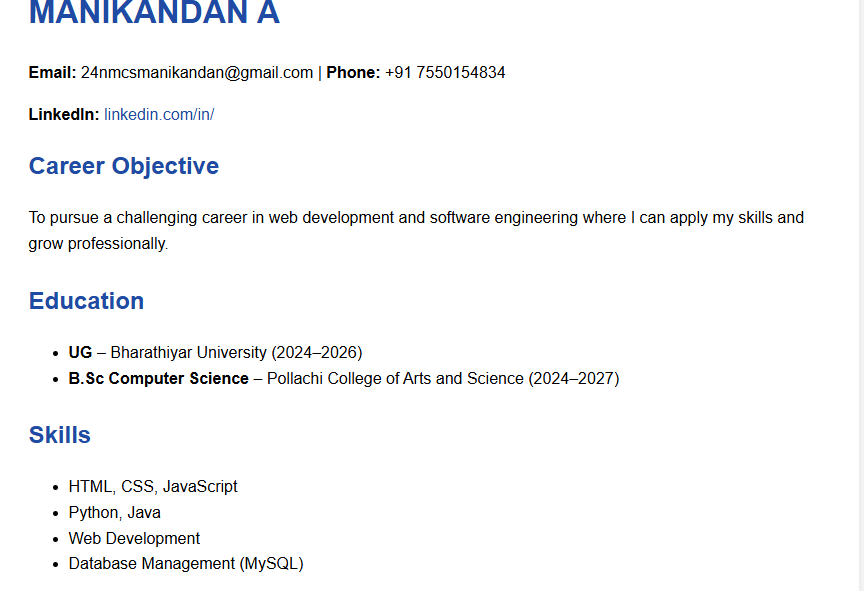 MANIKANDAN A
Email: 24nmcsmanikandan@gmail.com | Phone: +91 7550154834
LinkedIn: linkedin.com/in/
Career Objective
To pursue a challenging career in web development and software engineering where I can apply my skills and
grow professionally.
Education
• UG – Bharathiyar University (2024–2026)
• B.Sc Computer Science – Pollachi College of Arts and Science (2024–2027)
Skills
• HTML, CSS, JavaScript
• Python, Java
• Web Development
• Database Management (MySQL)